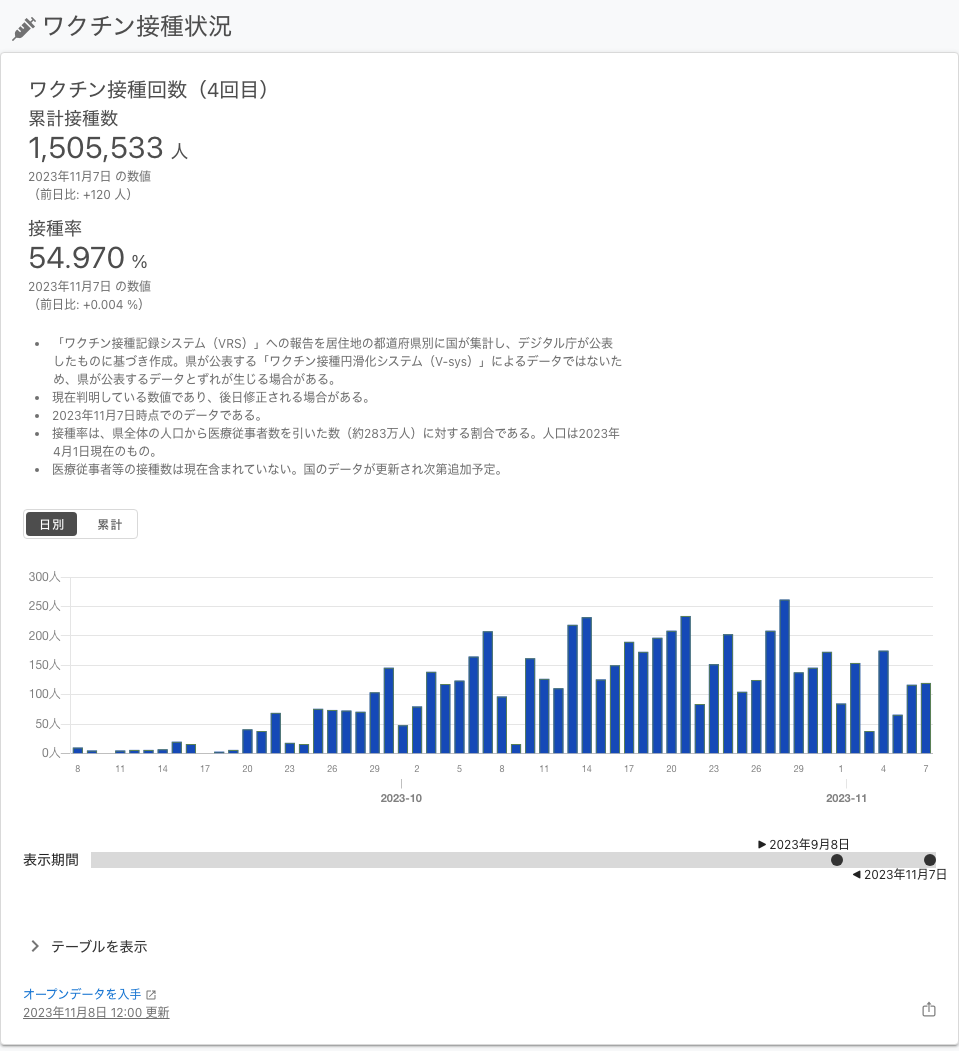 ワクチン接種状況
ワクチン接種回数（4回目）
累計接種数
1,505,533 人
2023年11月7日 の数値
（前日比: +120 人）
接種率
54.970 %
2023年11月7日 の数値
（前日比: +0.004 %）
• 「ワクチン接種記録システム（VRS）」への報告を居住地の都道府県別に国が集計し、デジタル庁が公表
したものに基づき作成。県が公表する「ワクチン接種円滑化システム（V-sys）」によるデータではないた
め、県が公表するデータとずれが生じる場合がある。
• 現在判明している数値であり、後日修正される場合がある。
• 2023年11月7日時点でのデータである。
• 接種率は、県全体の人口から医療従事者数を引いた数（約283万人）に対する割合である。人口は2023年
4月1日現在のもの。
• 医療従事者等の接種数は現在含まれていない。国のデータが更新され次第追加予定。
日別 累計
300人
250人
200人
150人
100人
50人
0人
8 11 14 17 20 23 26 29 2 5 8 11 14 17 20 23 26 29 1 4 7
2023-10 2023-11
▶ 2023年9月8日
表示期間
◀ 2023年11月7日
テーブルを表示
オープンデータを入手
2023年11月8日 12:00 更新